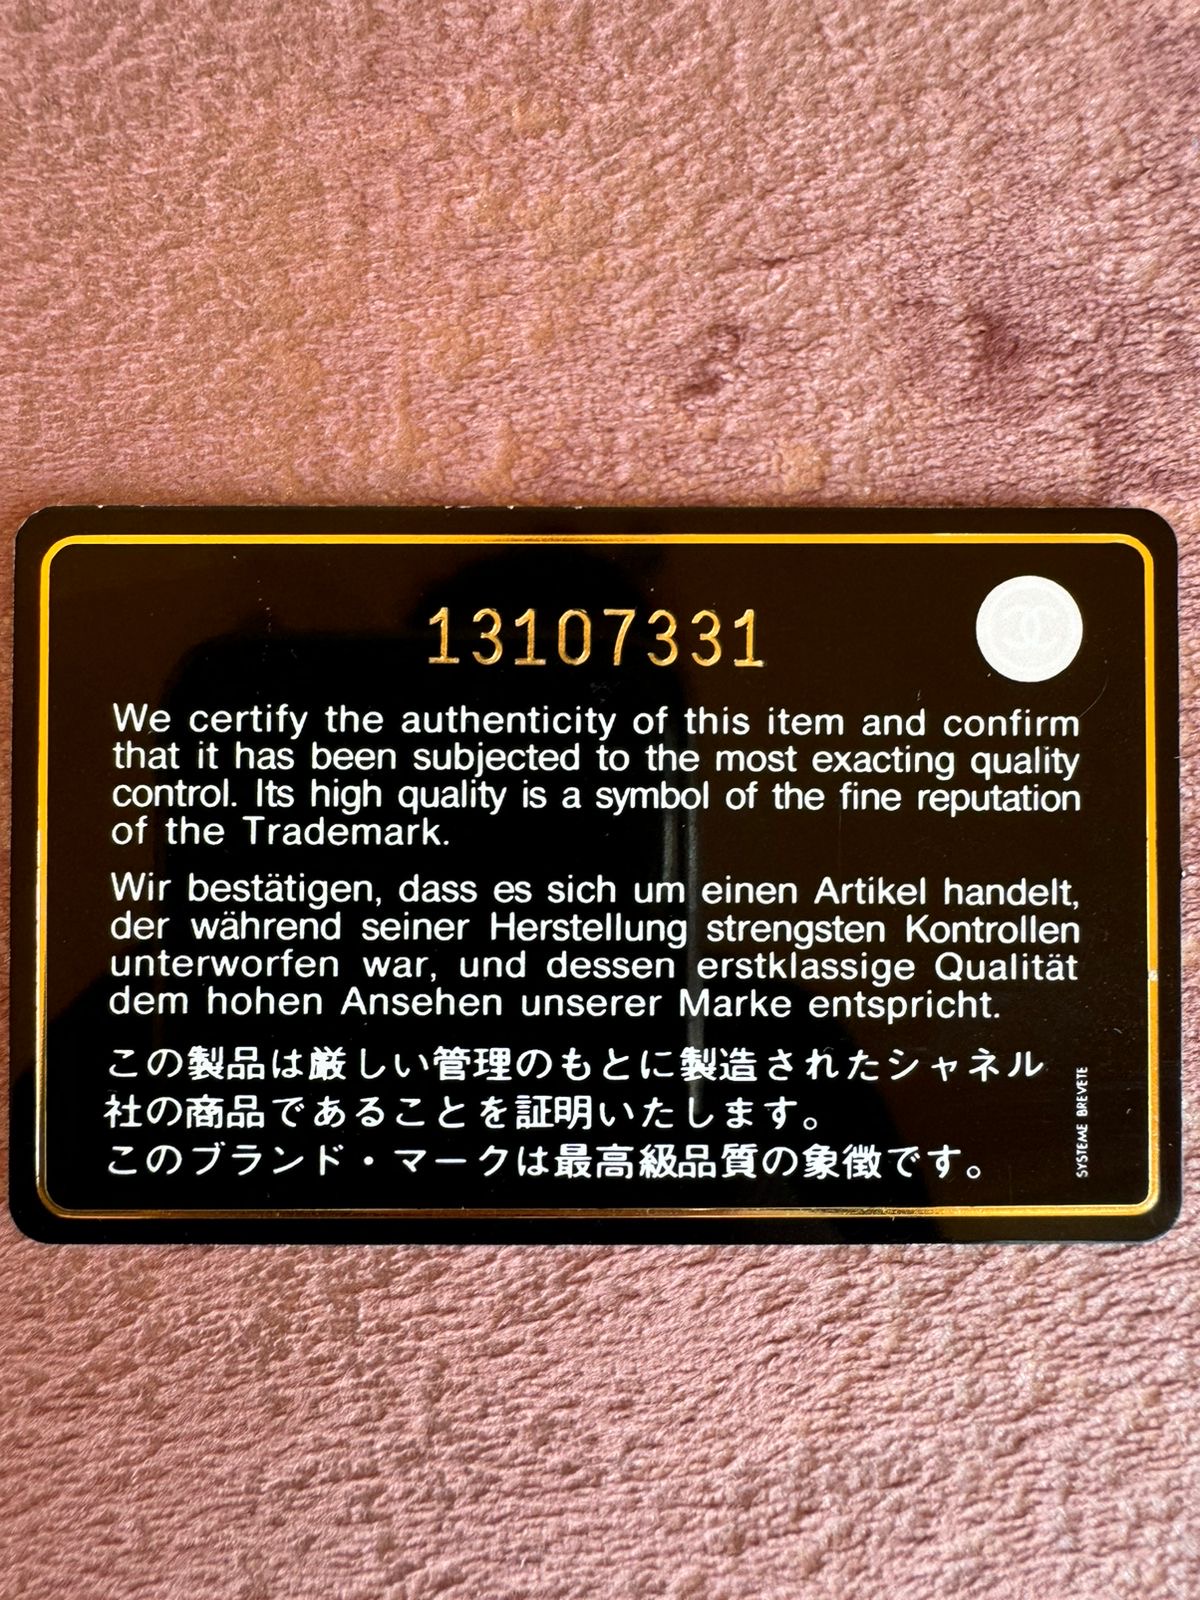 13107331
We certify the authenticity of this item and confirm
that it has been subjected to the most exacting quality
control. Its high quality is a symbol of the fine reputation
of the Trademark.
Wir bestätigen, dass es sich um einen Artikel handelt,
der während seiner Herstellung strengsten Kontrollen
unterworfen war, und dessen erstklassige Qualität
dem hohen Ansehen unserer Marke entspricht.
この製品は厳しい管理のもとに製造されたシャネル
社の商品であることを証明いたします。
このブランド・マークは最高級品質の象徴です。
SYSTEME BREVETE